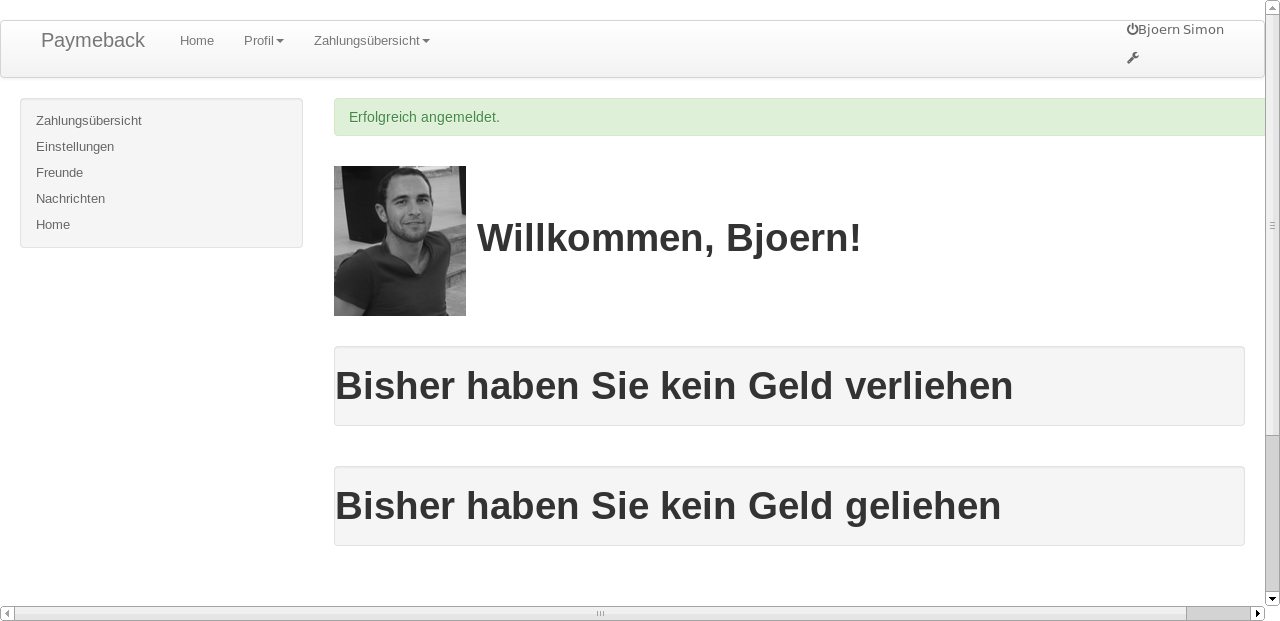 Paymeback Home Profil Zahlungsübersicht Bjoern Simon
Zahlungsübersicht
Einstellungen
Freunde
Nachrichten
Home
Erfolgreich angemeldet.
Willkommen, Bjoern!
Bisher haben Sie kein Geld verliehen
Bisher haben Sie kein Geld geliehen